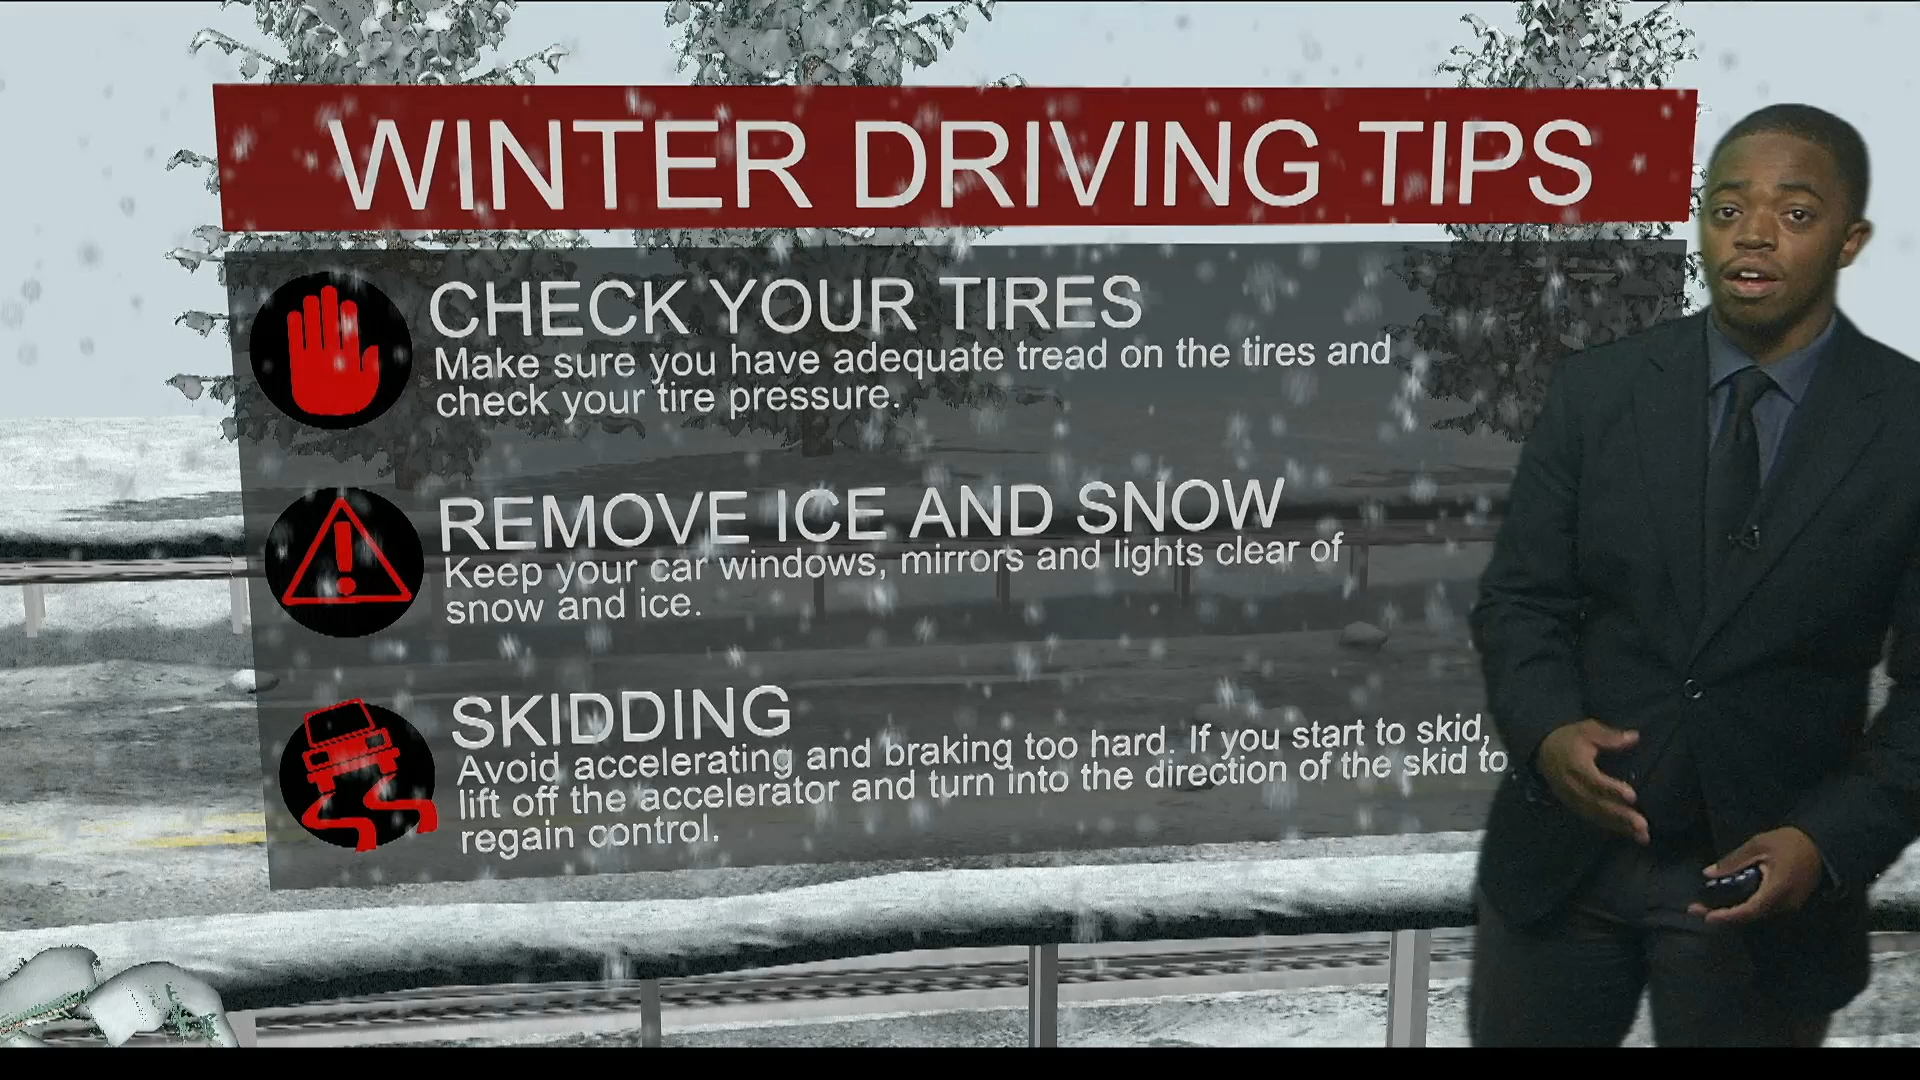 WINTER DRIVING TIPS
CHECK YOUR TIRES
Make sure you have adequate tread on the tires and
check your tire pressure.
REMOVE ICE AND SNOW
Keep your car windows, mirrors and lights clear of
snow and ice.
SKIDDING
Avoid accelerating and braking too hard. If you start to skid,
lift off the accelerator and turn into the direction of the skid to
regain control.